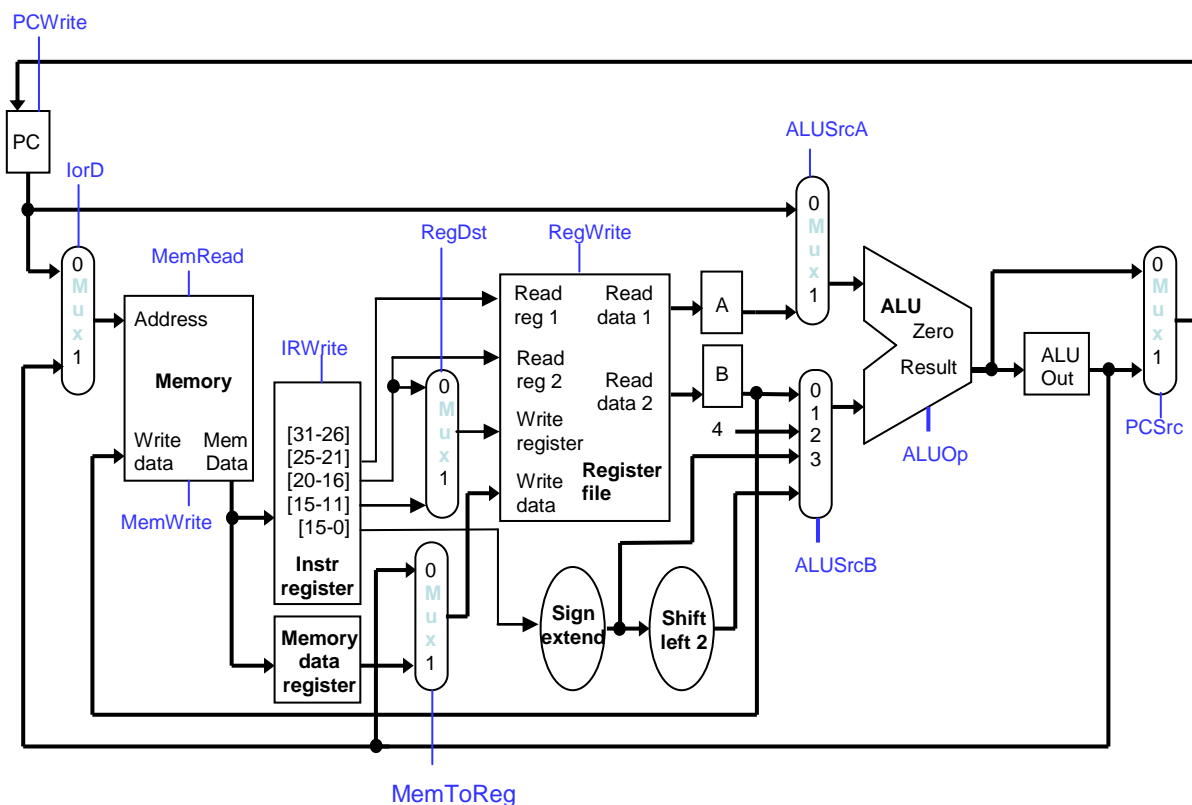 PCWrite
PC
IorD
0
M
u
x
1
MemRead
Address
Memory
Write
data
Mem
Data
MemWrite
IRWrite
[31-26]
[25-21]
[20-16]
[15-11]
[15-0]
Instr
register
Memory
data
register
RegDst
0
M
u
x
1
0
M
u
x
1
MemToReg
RegWrite
Read
reg 1
Read
data 1
Read
reg 2
Read
data 2
Write
register
Write
data
Register
file
Sign
extend
Shift
left 2
A
B
4
ALUSrcA
0
M
u
x
1
0
1
2
3
ALUSrcB
ALU
Zero
Result
ALUOp
ALU
Out
0
M
u
x
1
PCSrc